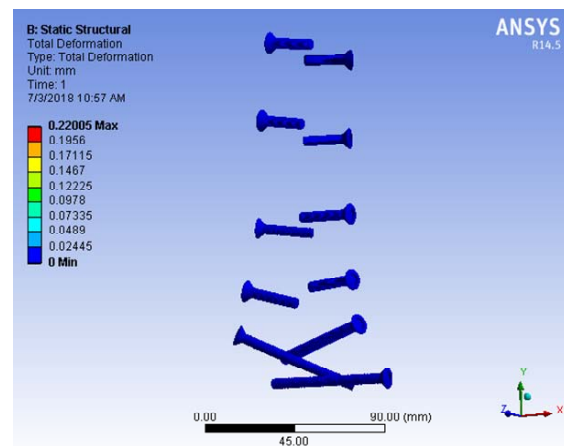 B: Static Structural
Total Deformation
Type: Total Deformation
Unit: mm
Time: 1
7/3/2018 10:57 AM
0.22005 Max
0.1956
0.17115
0.1467
0.12225
0.0978
0.07335
0.0489
0.02445
0 Min
ANSYS
R14.5
0.00
90.00 (mm)
45.00
Y
Z
X